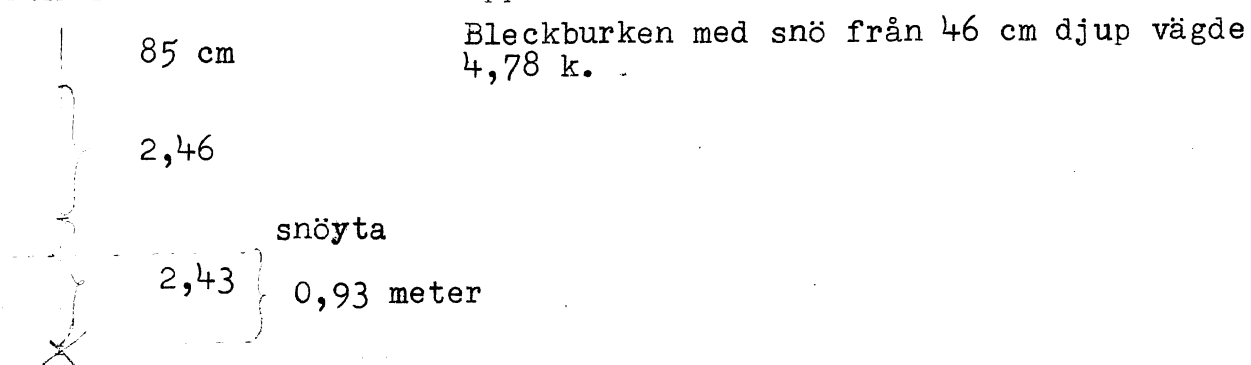 Bleckburken med snö från 46 cm djup vägde
4,78 k.
85 cm
2,46
snöyta
2,43
0,93 meter